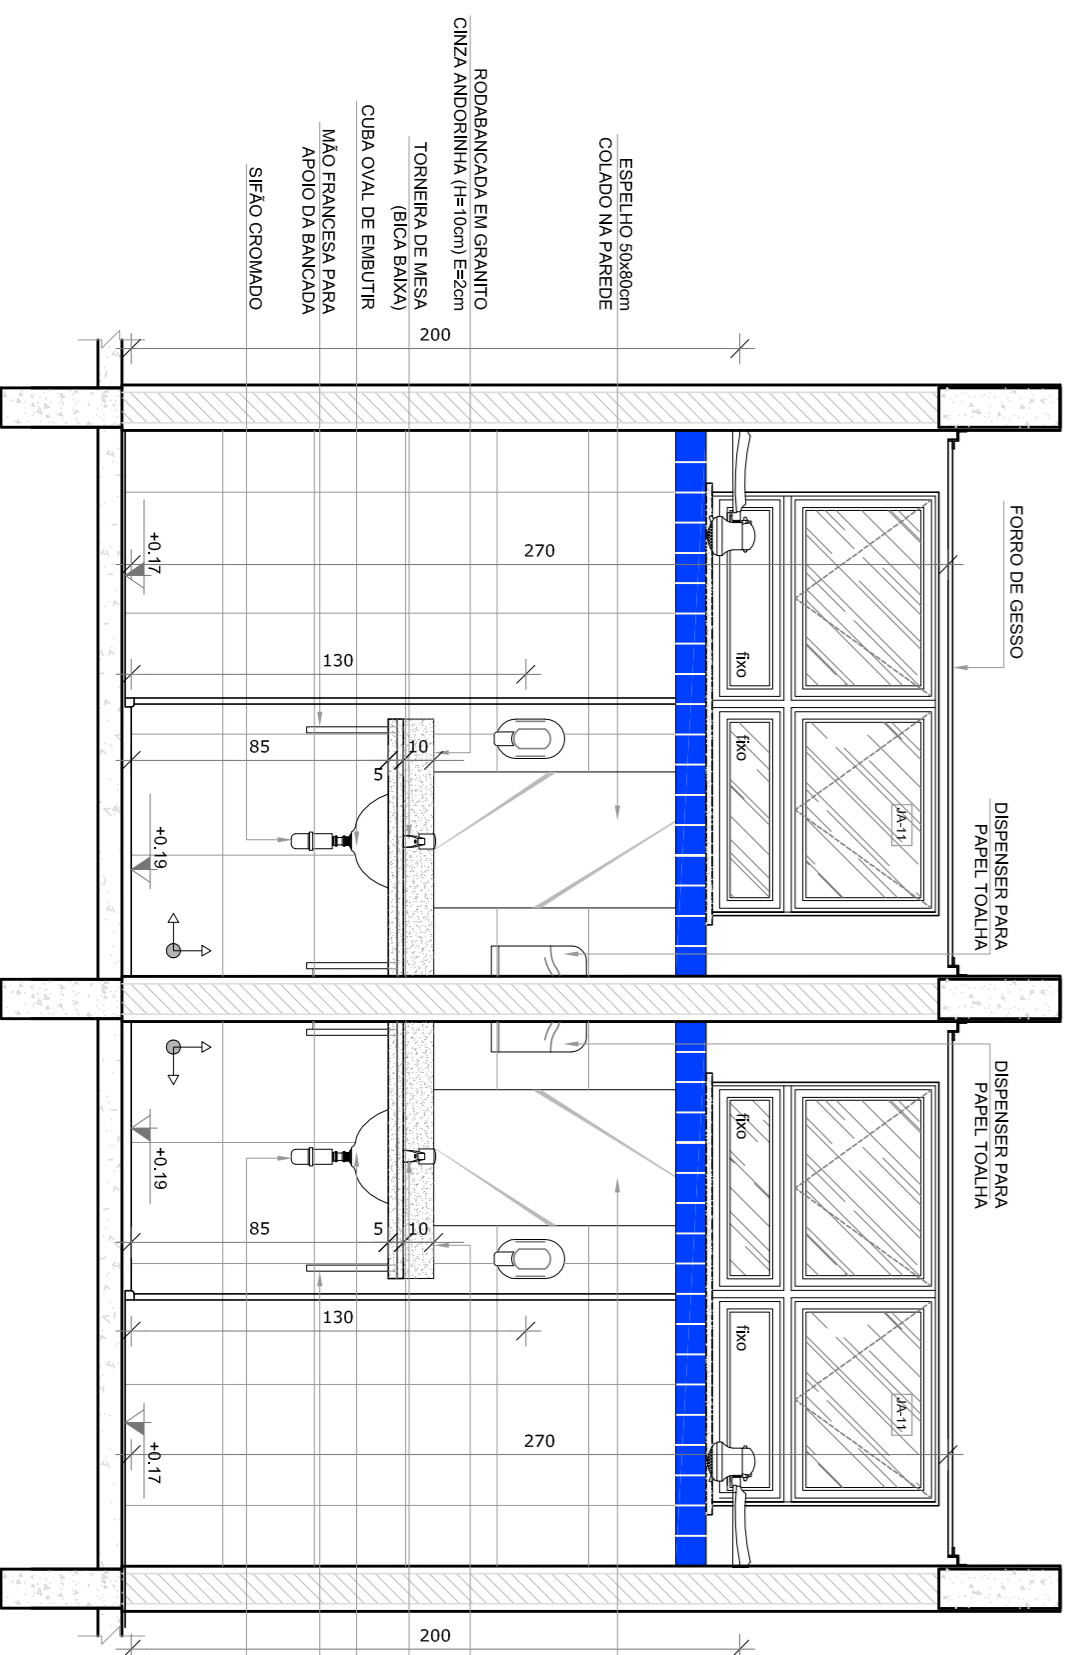 FORRO DE GESSO
DISPENSER PARA
PAPEL TOALHA
DISPENSER PARA
PAPEL TOALHA
JA-11
JA-11
fixo
fixo
fixo
fixo
ESPELHO 50x80cm
COLADO NA PAREDE
RODABANCADA EM GRANITO
CINZA ANDORINHA (H=10cm) E=2cm
TORNEIRA DE MESA
(BICA BAIXA)
CUBA OVAL DE EMBUTIR
MÃO FRANCESA PARA
APOIO DA BANCADA
SIFÃO CROMADO
200
270
130
85
5
10
+0.17
+0.19
85
5
10
130
270
200
+0.19
+0.17